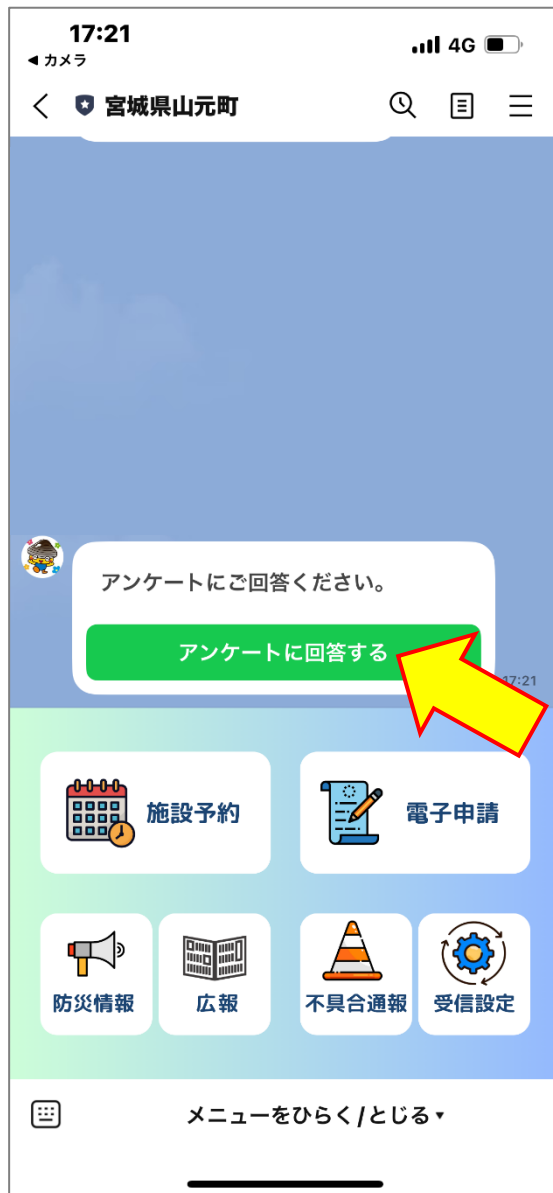 17:21
4G
◀ カメラ
宮城県山元町
アンケートにご回答ください。
アンケートに回答する
17:21
施設予約
電子申請
防災情報
広報
不具合通報
受信設定
メニューをひらく/とじる▼